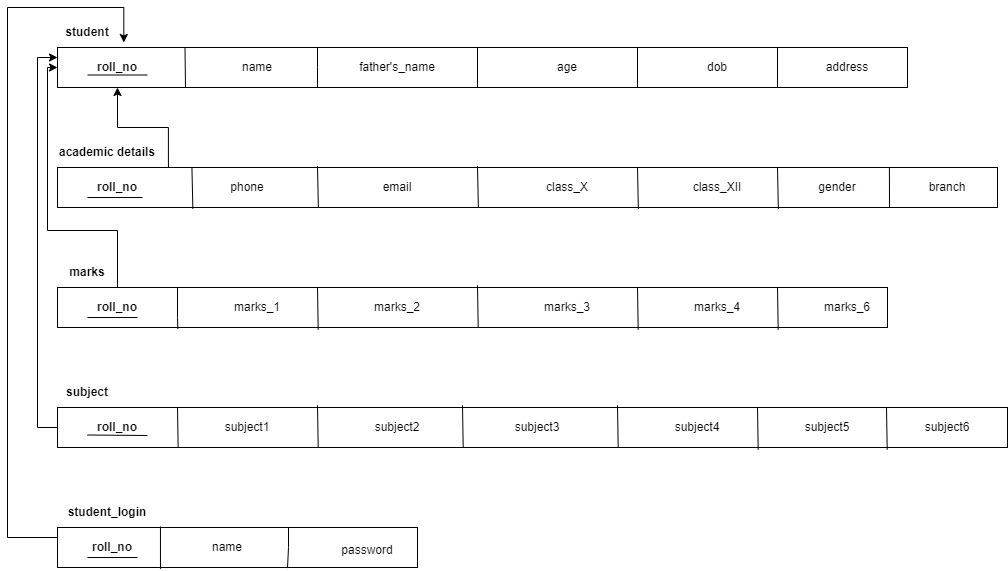 student
roll_no name father's_name age dob address
academic details
roll_no phone email class_X class_XII gender branch
marks
roll_no marks_1 marks_2 marks_3 marks_4 marks_6
subject
roll_no subject1 subject2 subject3 subject4 subject5 subject6
student_login
roll_no name password